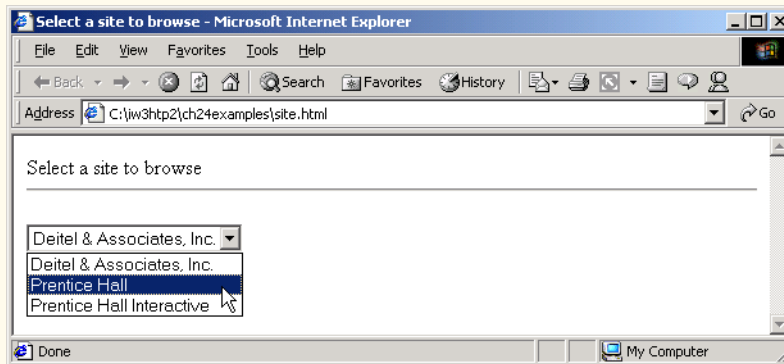 Select a site to browse - Microsoft Internet Explorer
File Edit View Favorites Tools Help
Back Search Favorites History Go
Address C:\iw3htp2\ch24examples\site.html
Select a site to browse
Deitel & Associates, Inc.
Deitel & Associates, Inc.
Prentice Hall
Prentice Hall Interactive
Done My Computer